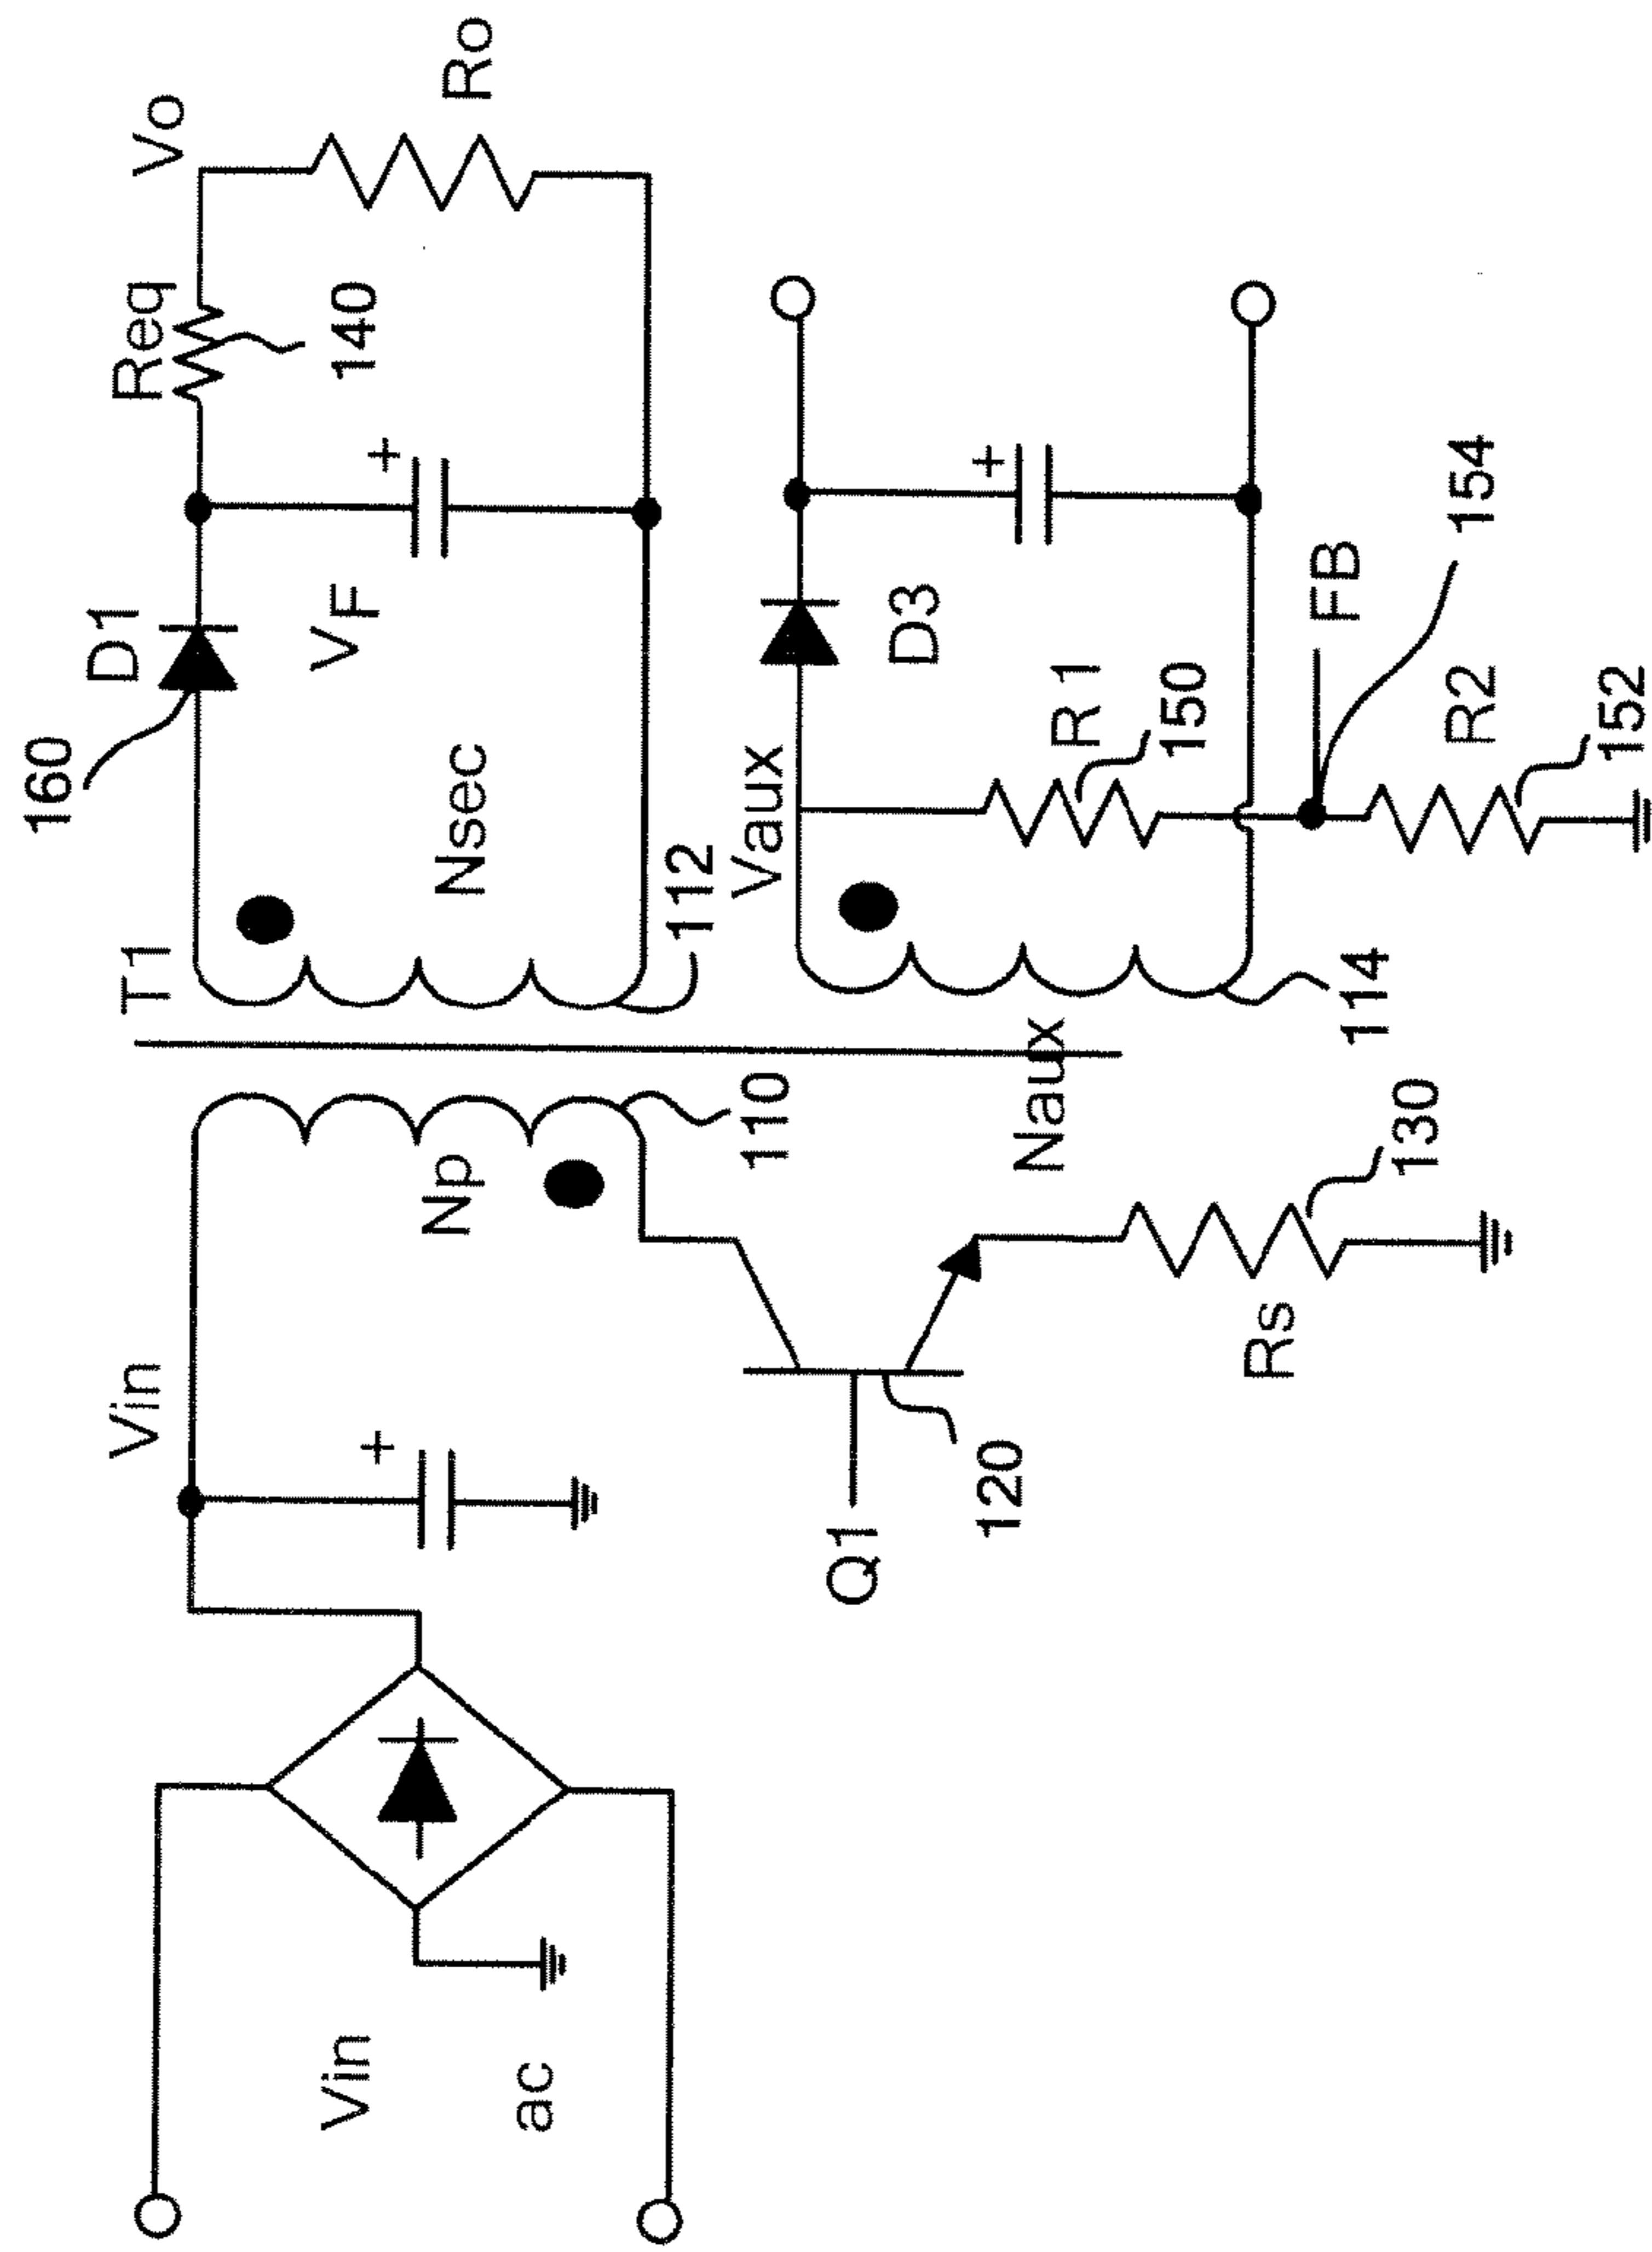 Vin
ac
Vin
Q1
120
Rs
130
Np
110
T1
Naux
114
160
D1
VF
Nsec
112
Req
140
Vo
Ro
Vaux
D3
R1
150
FB
154
R2
152
+
+
+